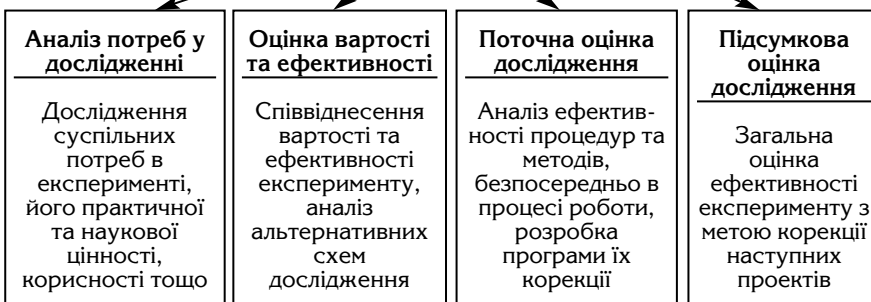 Аналіз потреб у
дослідженні
Дослідження
суспільних
потреб в
експерименті,
його практичної
та наукової
цінності,
корисності тощо
Оцінка вартості
та ефективності
Співвіднесення
вартості та
ефективності
експерименту,
аналіз
альтернативних
схем
дослідження
Поточна оцінка
дослідження
Аналіз ефектив-
ності процедур та
методів,
безпосередньо в
процесі роботи,
розробка
програми їх
корекції
Підсумкова
оцінка
дослідження
Загальна
оцінка
ефективності
експерименту з
метою корекції
наступних
проектів